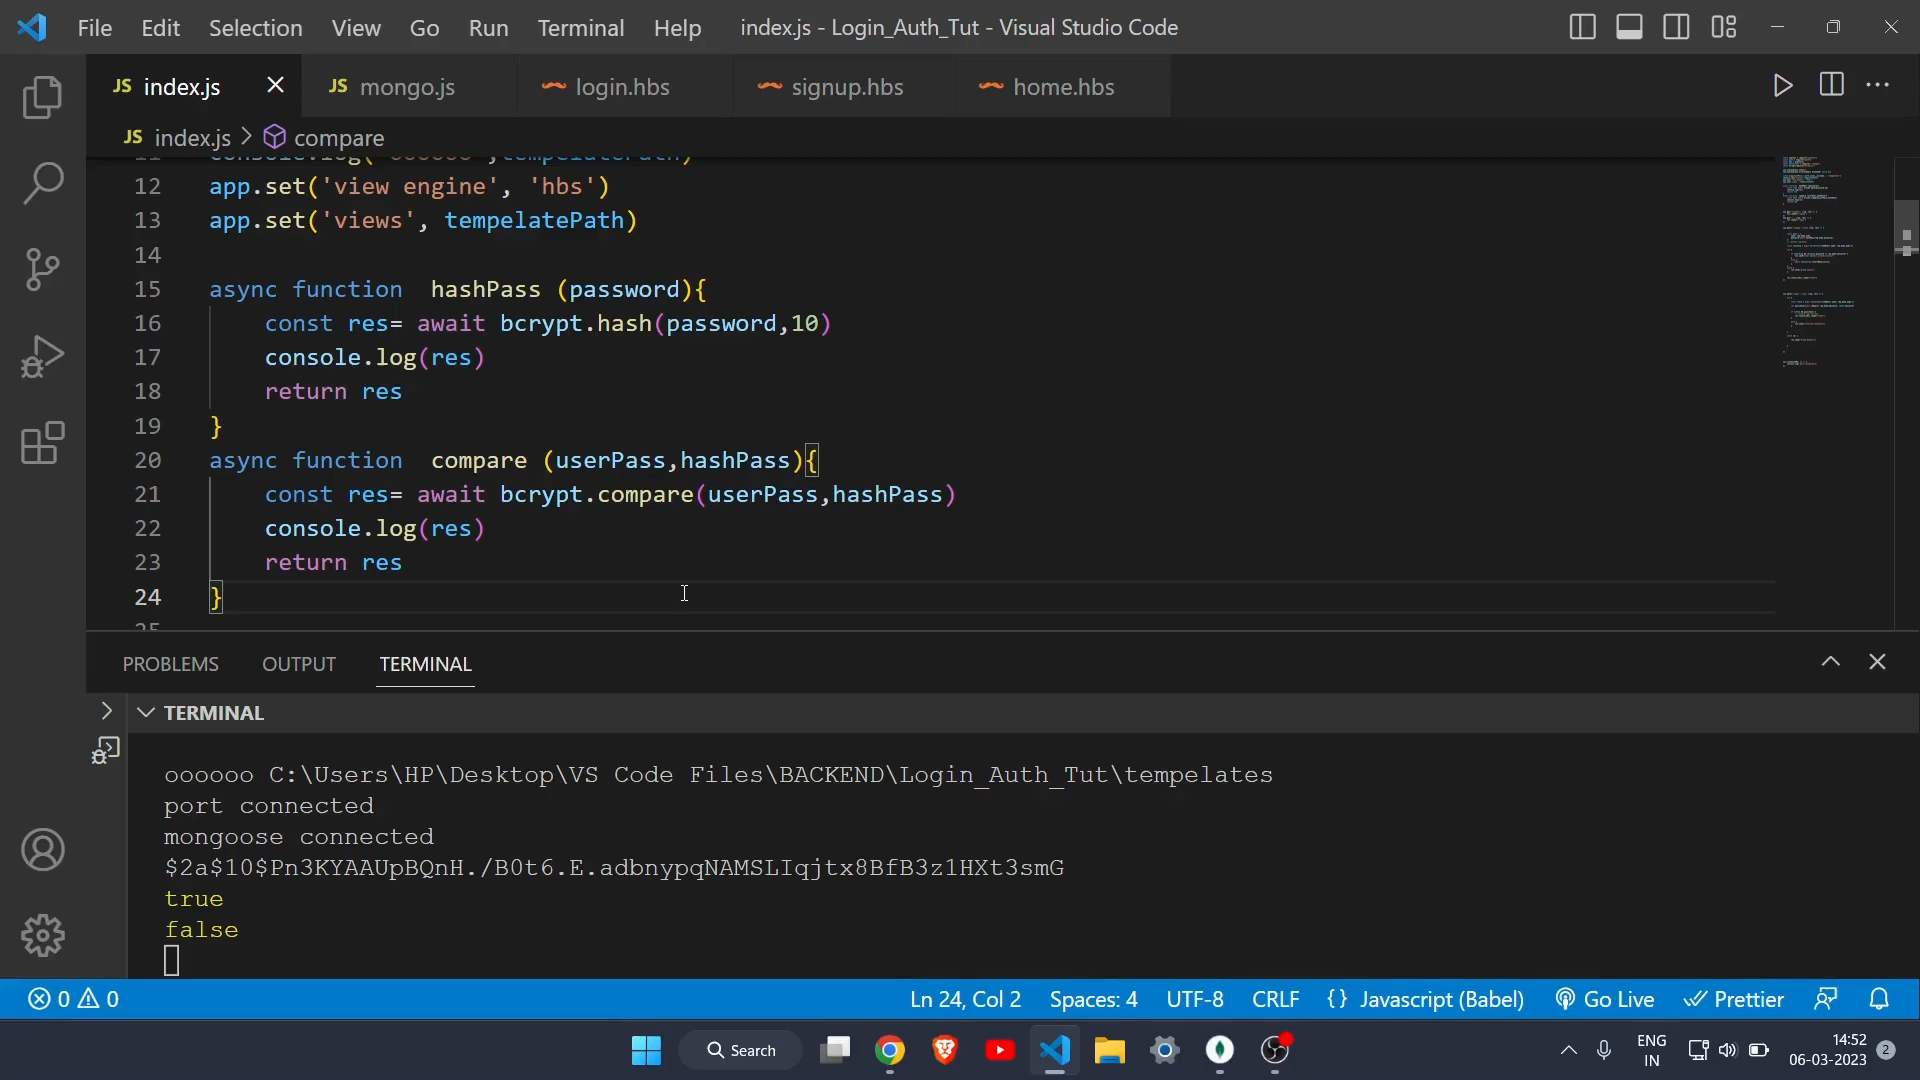 File Edit Selection View Go Run Terminal Help index.js - Login_Auth_Tut - Visual Studio Code
JS index.js JS mongo.js login.hbs signup.hbs home.hbs
JS index.js > compare
12 app.set('view engine', 'hbs')
13 app.set('views', tempelatePath)
14
15 async function hashPass (password){
16 const res= await bcrypt.hash(password,10)
17 console.log(res)
18 return res
19 }
20 async function compare (userPass,hashPass){
21 const res= await bcrypt.compare(userPass,hashPass)
22 console.log(res)
23 return res
24 }
25
PROBLEMS OUTPUT TERMINAL
TERMINAL
oooooo C:\Users\HP\Desktop\VS Code Files\BACKEND\Login_Auth_Tut\tempelates
port connected
mongoose connected
$2a$10$Pn3KYAAUpBQnH./B0t6.E.adbnypqNAMSLIqjtx8BfB3z1HXt3smG
true
false
0 0 Ln 24, Col 2 Spaces: 4 UTF-8 CRLF {} Javascript (Babel) Go Live Prettier
Search ENG IN 14:52 06-03-2023 2